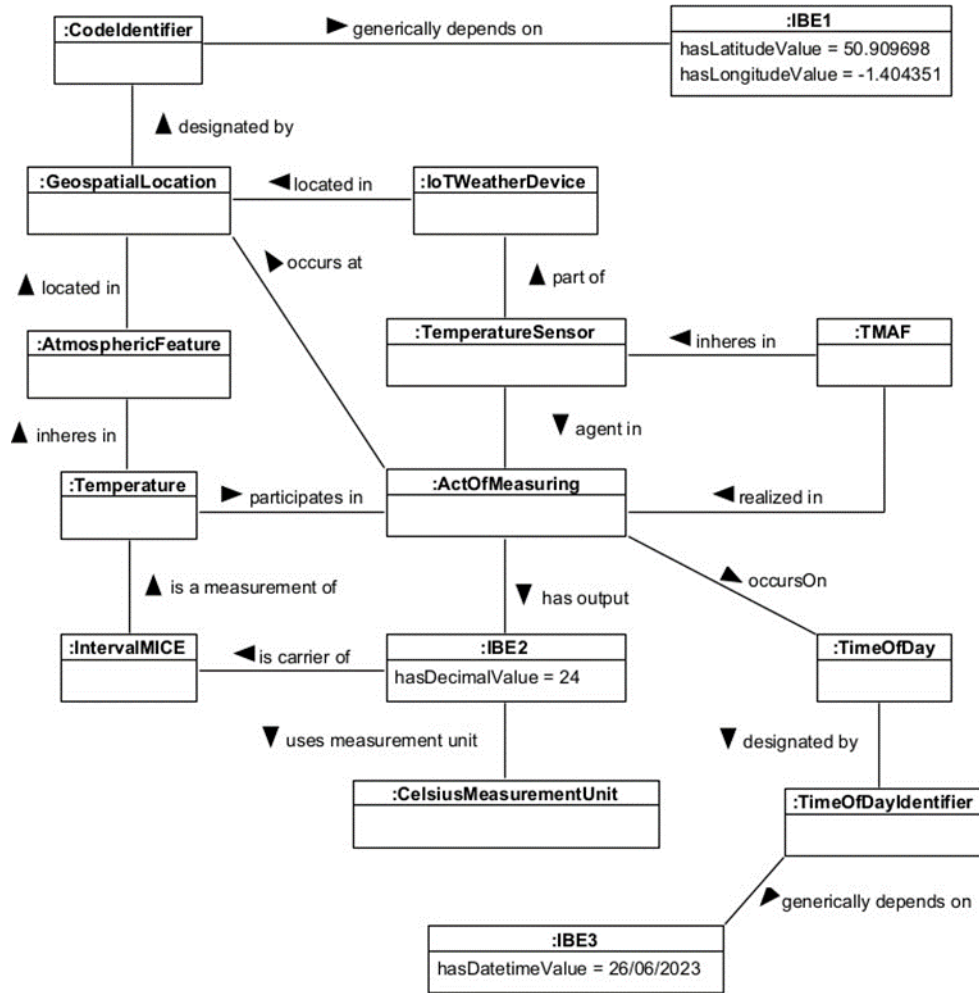 :CodeIdentifier
generically depends on
:IBE1
hasLatitudeValue = 50.909698
hasLongitudeValue = -1.404351
designated by
:GeospatialLocation
located in
:IoTWeatherDevice
occurs at
located in
part of
:AtmosphericFeature
:TemperatureSensor
inheres in
:TMAF
inheres in
agent in
:Temperature
participates in
:ActOfMeasuring
realized in
is a measurement of
has output
occursOn
:IntervalMICE
is carrier of
:IBE2
hasDecimalValue = 24
:TimeOfDay
uses measurement unit
designated by
:CelsiusMeasurementUnit
:TimeOfDayIdentifier
generically depends on
:IBE3
hasDatetimeValue = 26/06/2023